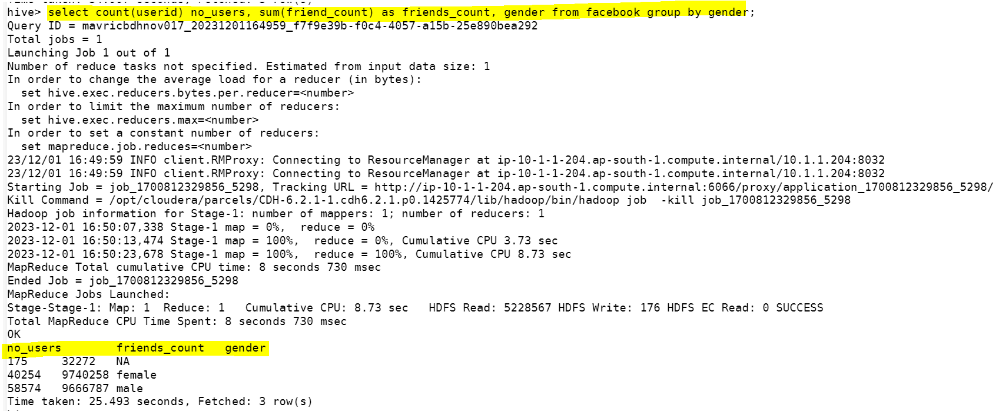 hive> select count(userid) no_users, sum(friend_count) as friends_count, gender from facebook group by gender;
Query ID = mavricbdhnov017_20231201164959_f7f9e39b-f0c4-4057-a15b-25e890bea292
Total jobs = 1
Launching Job 1 out of 1
Number of reduce tasks not specified. Estimated from input data size: 1
In order to change the average load for a reducer (in bytes):
  set hive.exec.reducers.bytes.per.reducer=<number>
In order to limit the maximum number of reducers:
  set hive.exec.reducers.max=<number>
In order to set a constant number of reducers:
  set mapreduce.job.reduces=<number>
23/12/01 16:49:59 INFO client.RMProxy: Connecting to ResourceManager at ip-10-1-1-204.ap-south-1.compute.internal/10.1.1.204:8032
23/12/01 16:49:59 INFO client.RMProxy: Connecting to ResourceManager at ip-10-1-1-204.ap-south-1.compute.internal/10.1.1.204:8032
Starting Job = job_1700812329856_5298, Tracking URL = http://ip-10-1-1-204.ap-south-1.compute.internal:6066/proxy/application_1700812329856_5298/
Kill Command = /opt/cloudera/parcels/CDH-6.2.1-1.cdh6.2.1.p0.1425774/lib/hadoop/bin/hadoop job  -kill job_1700812329856_5298
Hadoop job information for Stage-1: number of mappers: 1; number of reducers: 1
2023-12-01 16:50:07,338 Stage-1 map = 0%,  reduce = 0%
2023-12-01 16:50:13,474 Stage-1 map = 100%,  reduce = 0%, Cumulative CPU 3.73 sec
2023-12-01 16:50:23,678 Stage-1 map = 100%,  reduce = 100%, Cumulative CPU 8.73 sec
MapReduce Total cumulative CPU time: 8 seconds 730 msec
Ended Job = job_1700812329856_5298
MapReduce Jobs Launched:
Stage-Stage-1: Map: 1  Reduce: 1   Cumulative CPU: 8.73 sec   HDFS Read: 5228567 HDFS Write: 176 HDFS EC Read: 0 SUCCESS
Total MapReduce CPU Time Spent: 8 seconds 730 msec
OK
no_users	friends_count	gender
175	32272	NA
40254	9740258	female
58574	9666787	male
Time taken: 25.493 seconds, Fetched: 3 row(s)